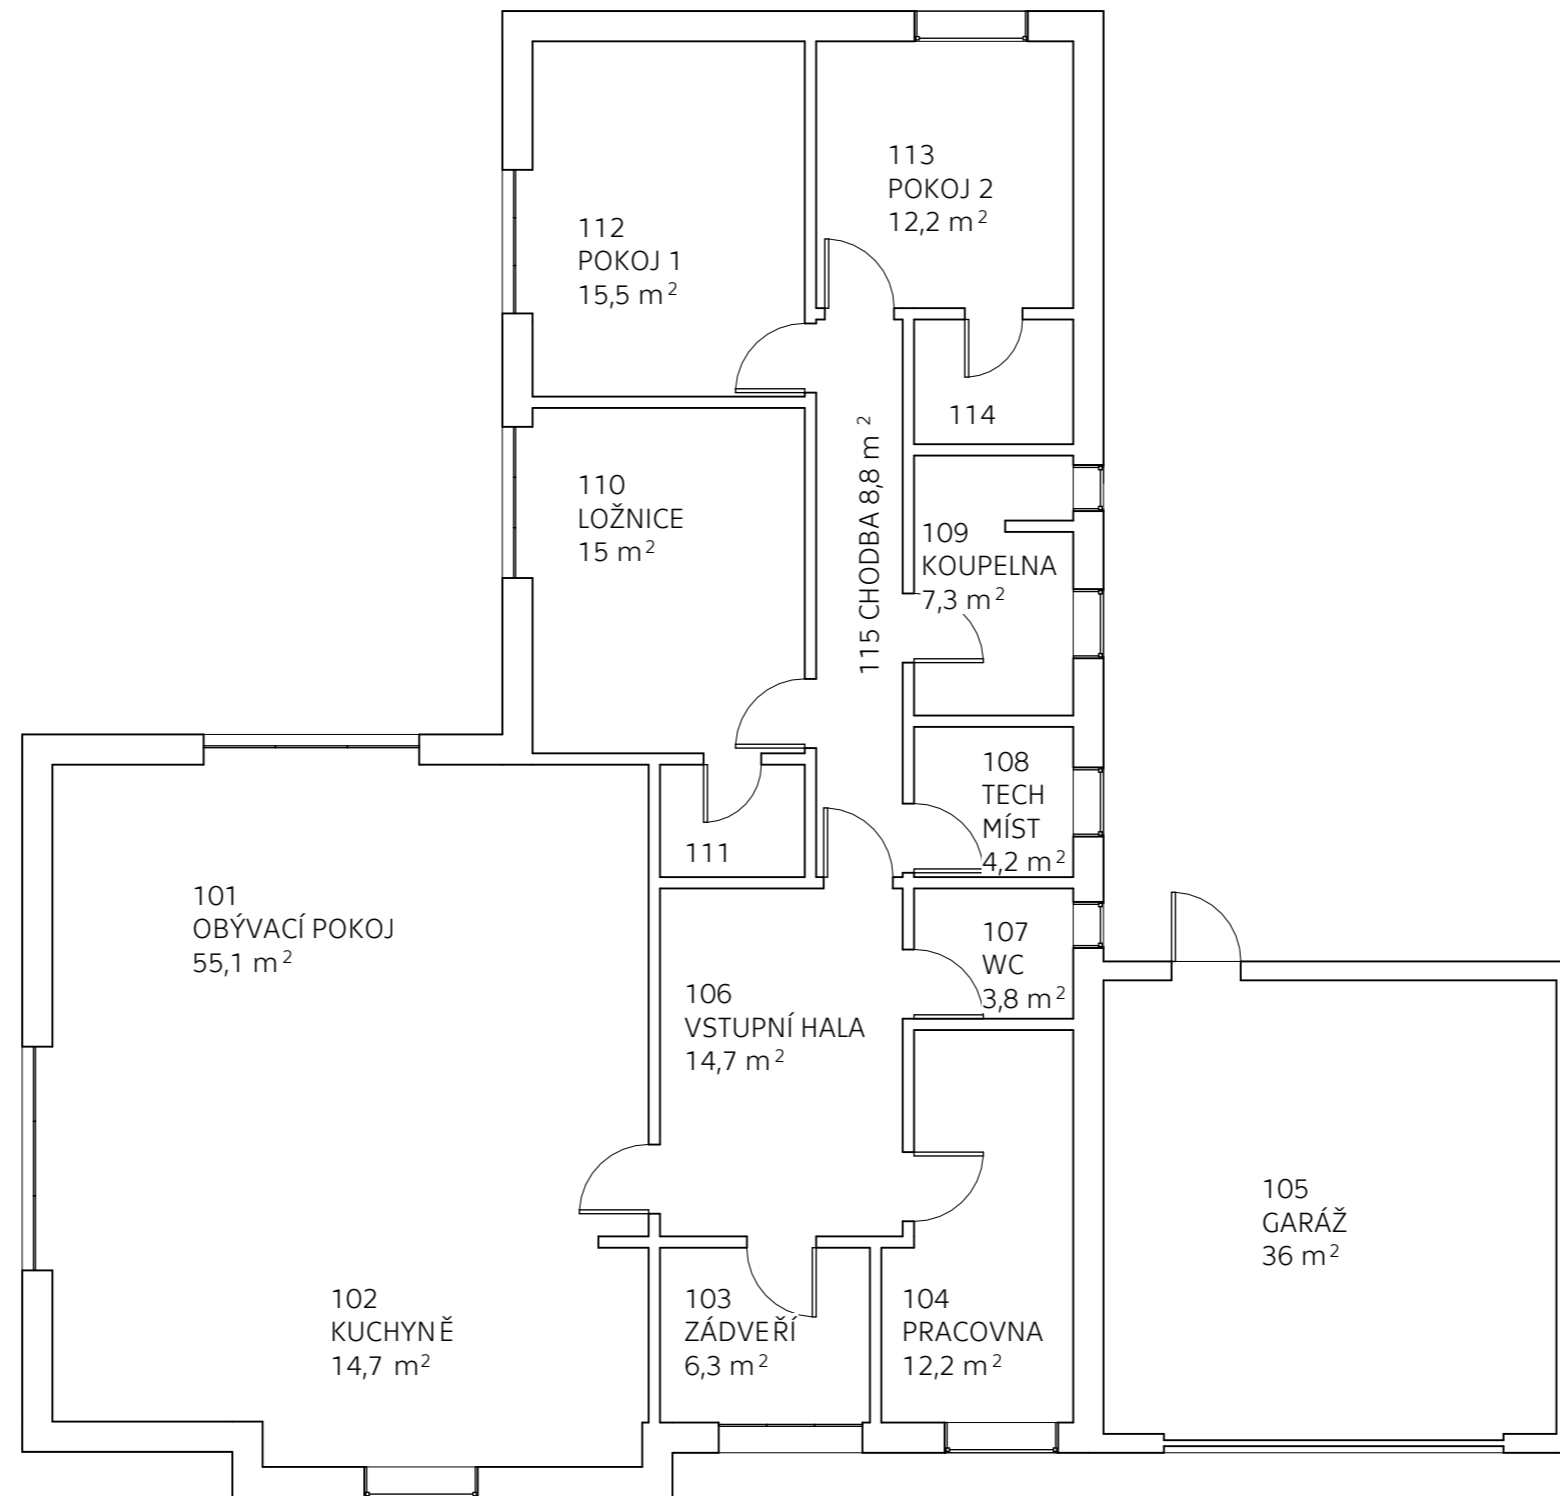 113
POKOJ 2
12,2 m²
112
POKOJ 1
15,5 m²
114
115 CHODBA 8,8 m²
110
LOŽNICE
15 m²
109
KOUPELNA
7,3 m²
108
TECH
MÍST
4,2 m²
111
101
OBÝVACÍ POKOJ
55,1 m²
107
WC
3,8 m²
106
VSTUPNÍ HALA
14,7 m²
105
GARÁŽ
36 m²
102
KUCHYNĚ
14,7 m²
103
ZÁDVEŘÍ
6,3 m²
104
PRACOVNA
12,2 m²